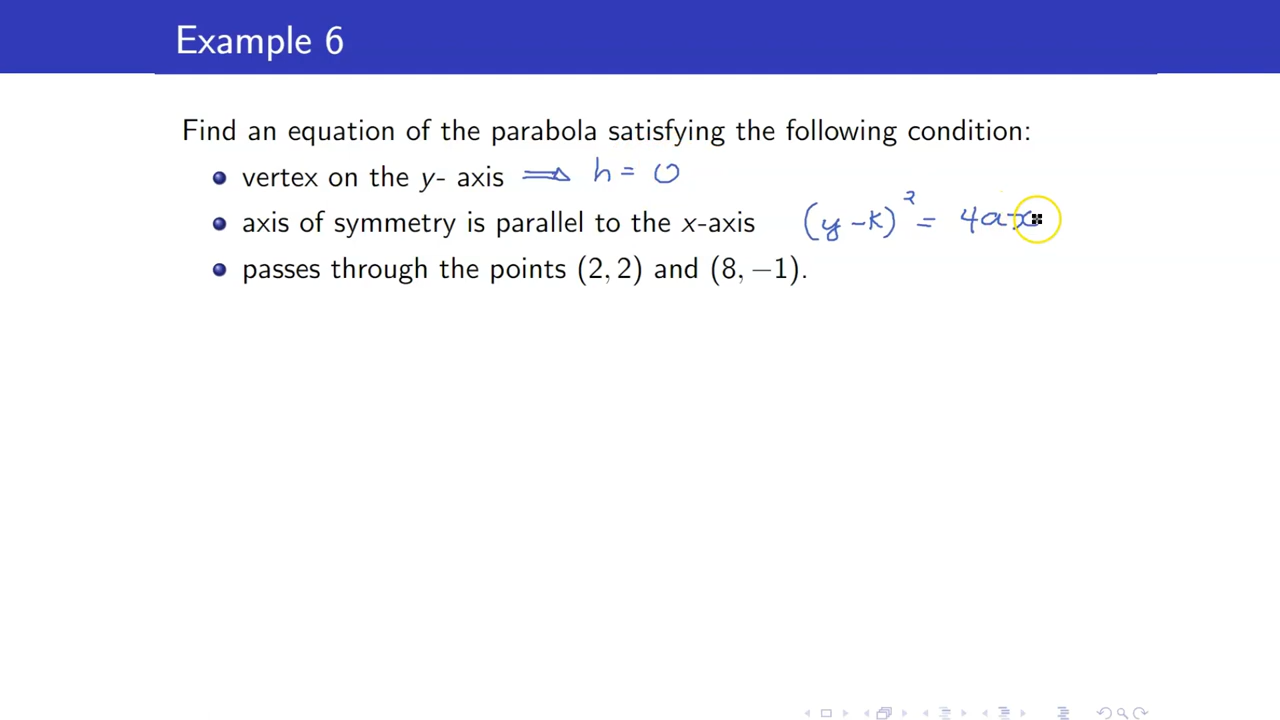 Example 6
Find an equation of the parabola satisfying the following condition:
vertex on the y- axis ⟹ h = 0
axis of symmetry is parallel to the x-axis (y - k)² = 4ax
passes through the points (2, 2) and (8, −1).